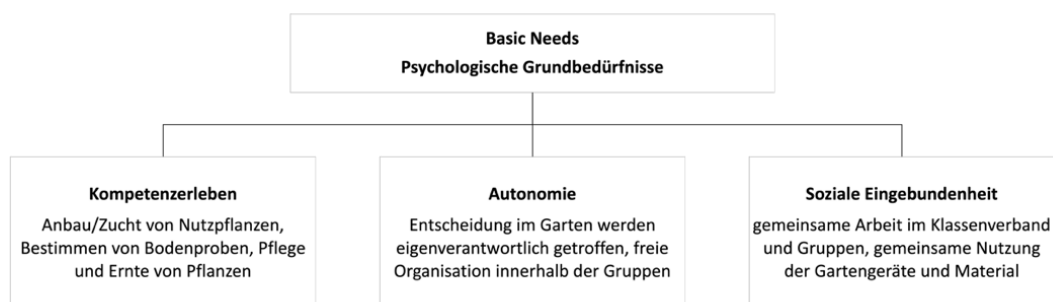 Basic Needs
Psychologische Grundbedürfnisse
Kompetenzerleben
Anbau/Zucht von Nutzpflanzen,
Bestimmen von Bodenproben, Pflege
und Ernte von Pflanzen
Autonomie
Entscheidung im Garten werden
eigenverantwortlich getroffen, freie
Organisation innerhalb der Gruppen
Soziale Eingebundenheit
gemeinsame Arbeit im Klassenverband
und Gruppen, gemeinsame Nutzung
der Gartengeräte und Material